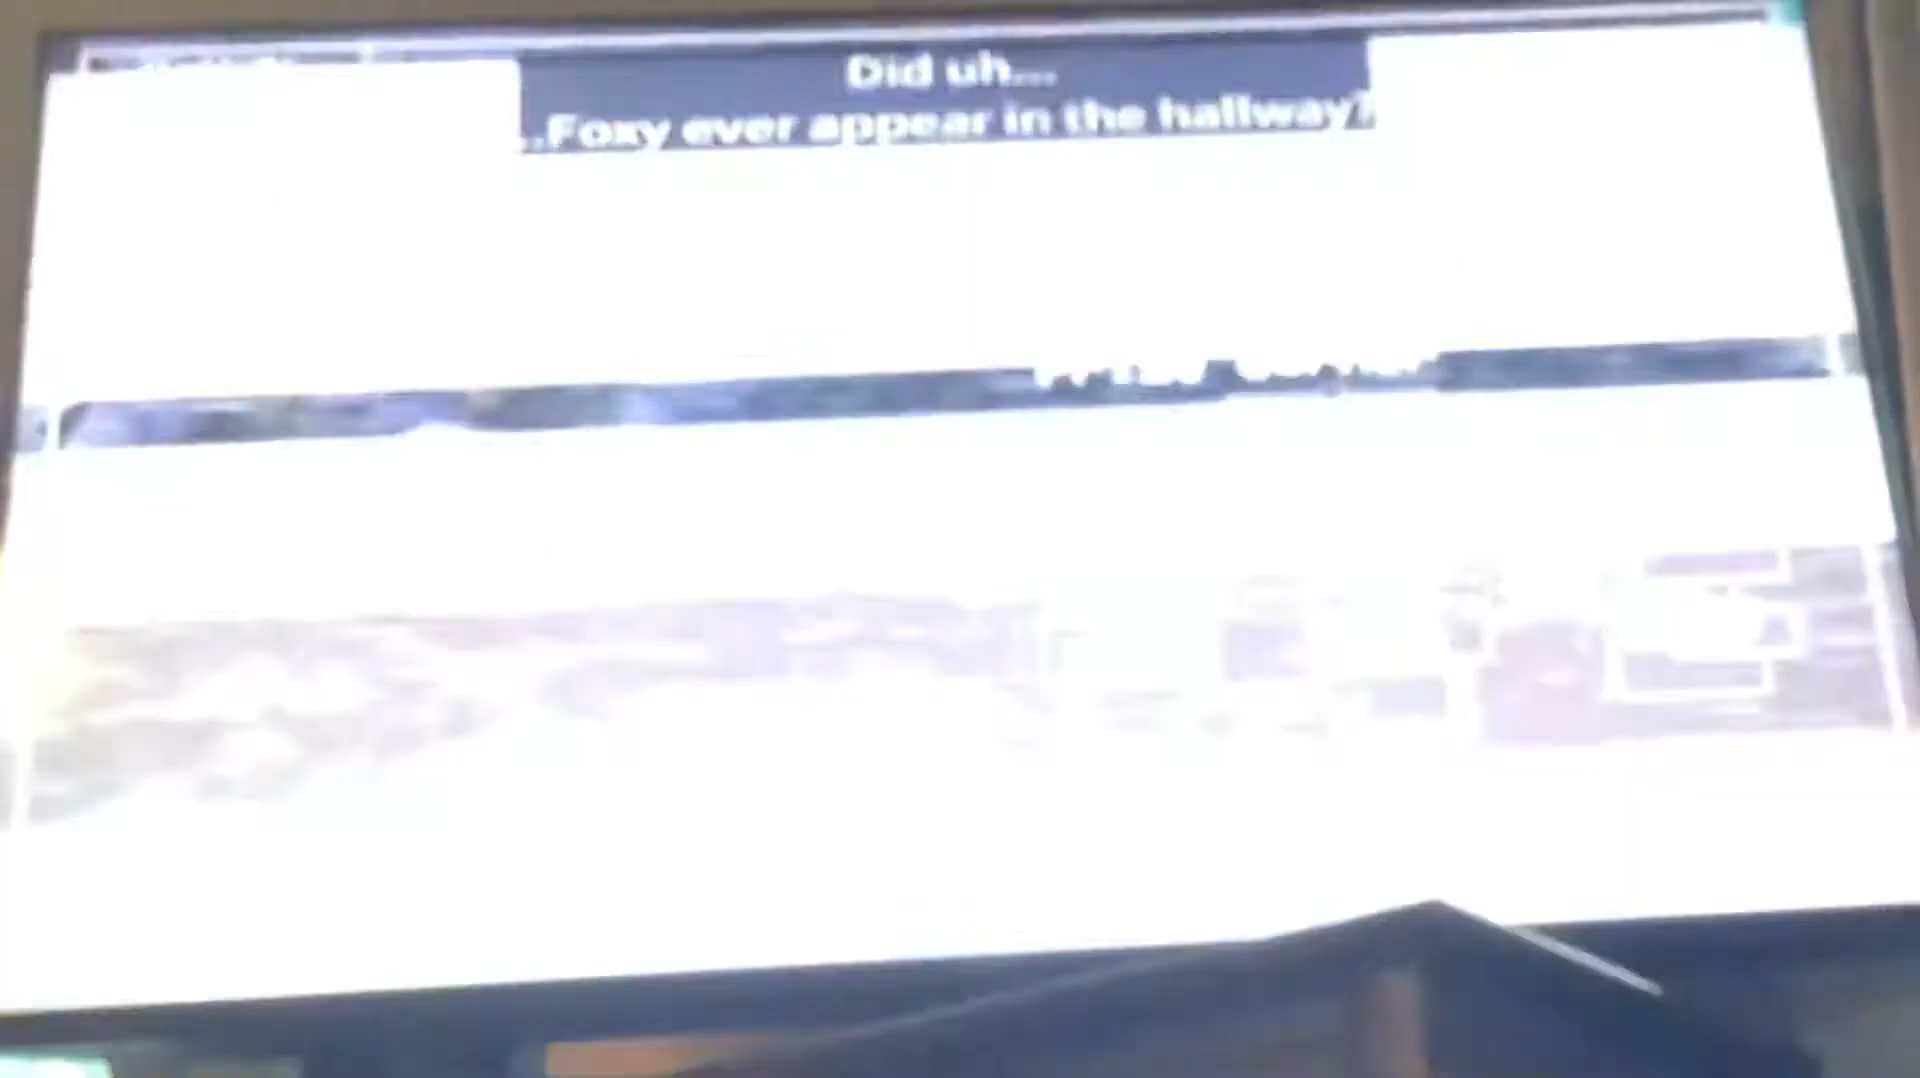 Did uh...
...Foxy ever appear in the hallway?